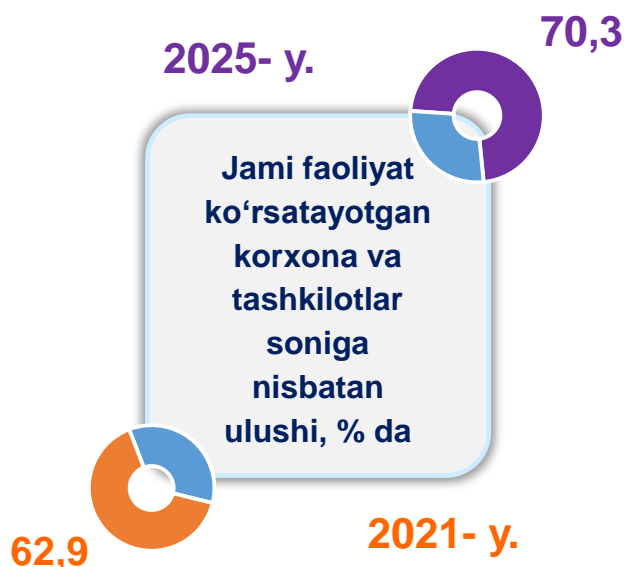 70,3
2025- y.
Jami faoliyat
ko‘rsatayotgan
korxona va
tashkilotlar
soniga
nisbatan
ulushi, % da
2021- y.
62,9